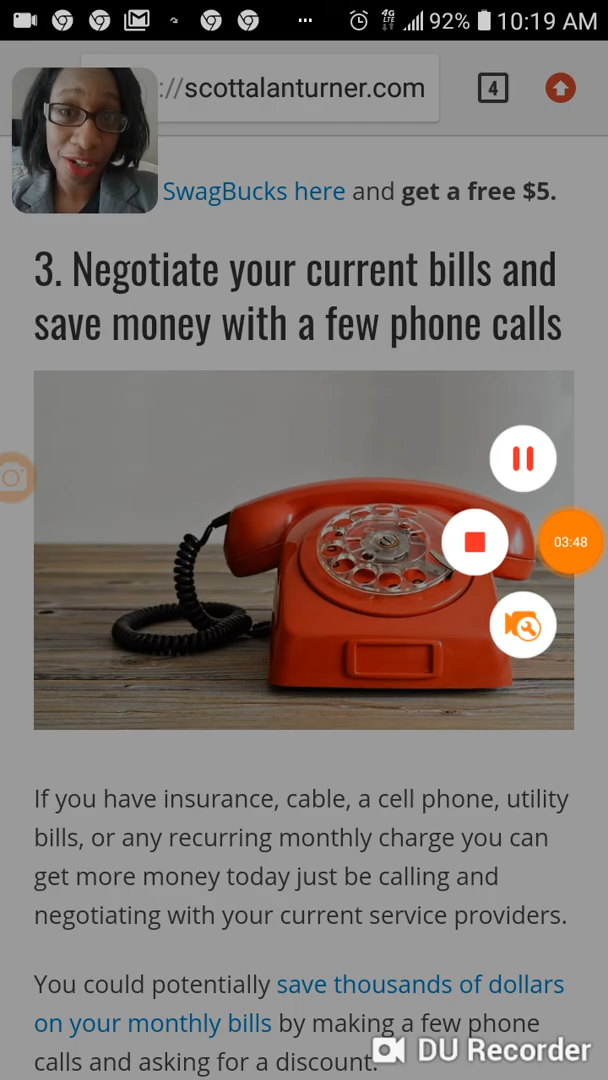 92% 10:19 AM
://scottalanturner.com
4
SwagBucks here and get a free $5.
3. Negotiate your current bills and
save money with a few phone calls
03:48
If you have insurance, cable, a cell phone, utility
bills, or any recurring monthly charge you can
get more money today just be calling and
negotiating with your current service providers.
You could potentially save thousands of dollars
on your monthly bills by making a few phone
calls and asking for a discount.
DU Recorder